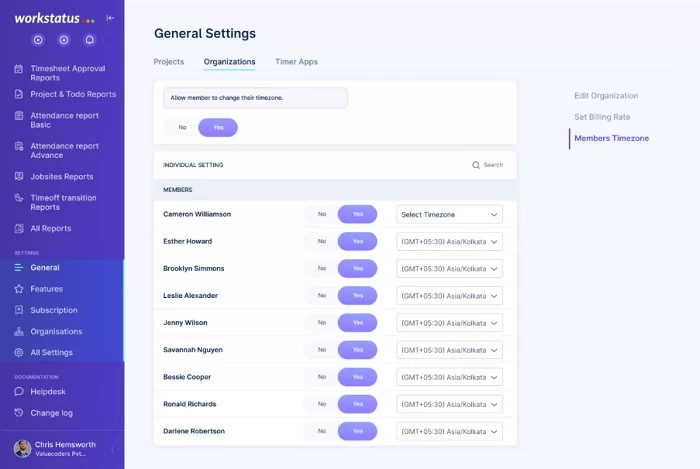 workstatus
Timesheet Approval
Reports
Project & Todo Reports
Attendance report
Basic
Attendance report
Advance
Jobsites Reports
Timeoff transition
Reports
All Reports
SETTINGS
General
Features
Subscription
Organisations
All Settings
DOCUMENTATION
Helpdesk
Change log
Chris Hemsworth
Valuecoders Pvt...
General Settings
Projects Organizations Timer Apps
Allow member to change their timezone.
No Yes
INDIVIDUAL SETTING Search
MEMBERS
Cameron Williamson No Yes Select Timezone
Esther Howard No Yes (GMT+05:30) Asia/Kolkata
Brooklyn Simmons No Yes (GMT+05:30) Asia/Kolkata
Leslie Alexander No Yes (GMT+05:30) Asia/Kolkata
Jenny Wilson No Yes (GMT+05:30) Asia/Kolkata
Savannah Nguyen No Yes (GMT+05:30) Asia/Kolkata
Bessie Cooper No Yes (GMT+05:30) Asia/Kolkata
Ronald Richards No Yes (GMT+05:30) Asia/Kolkata
Darlene Robertson No Yes (GMT+05:30) Asia/Kolkata
Edit Organization
Set Billing Rate
Members Timezone